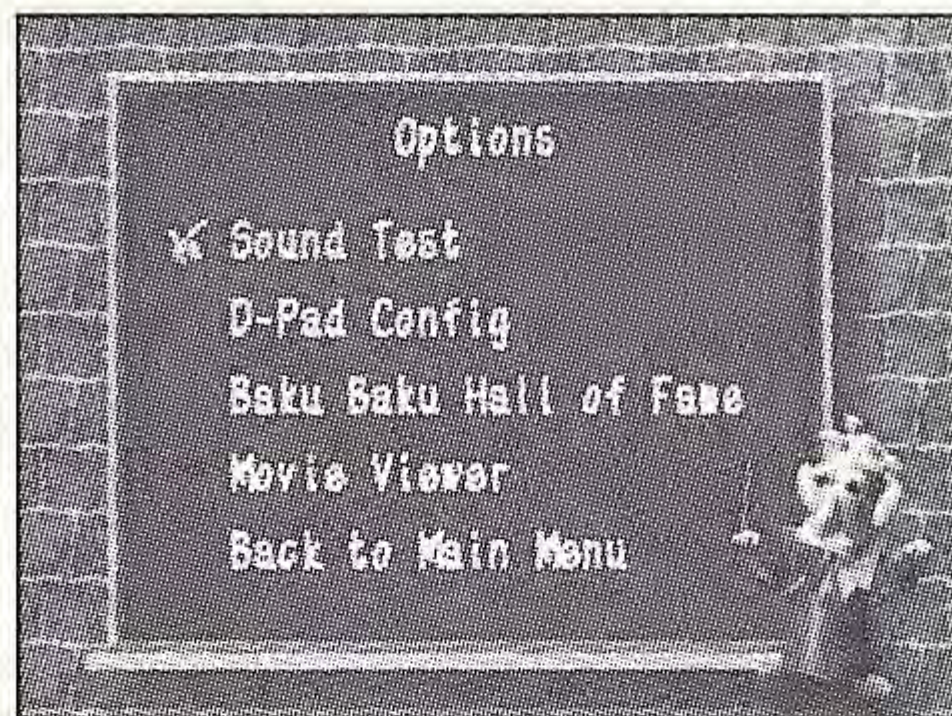 Options
Sound Test
D-Pad Config
Baku Baku Hall of Fame
Movie Viewer
Back to Main Menu